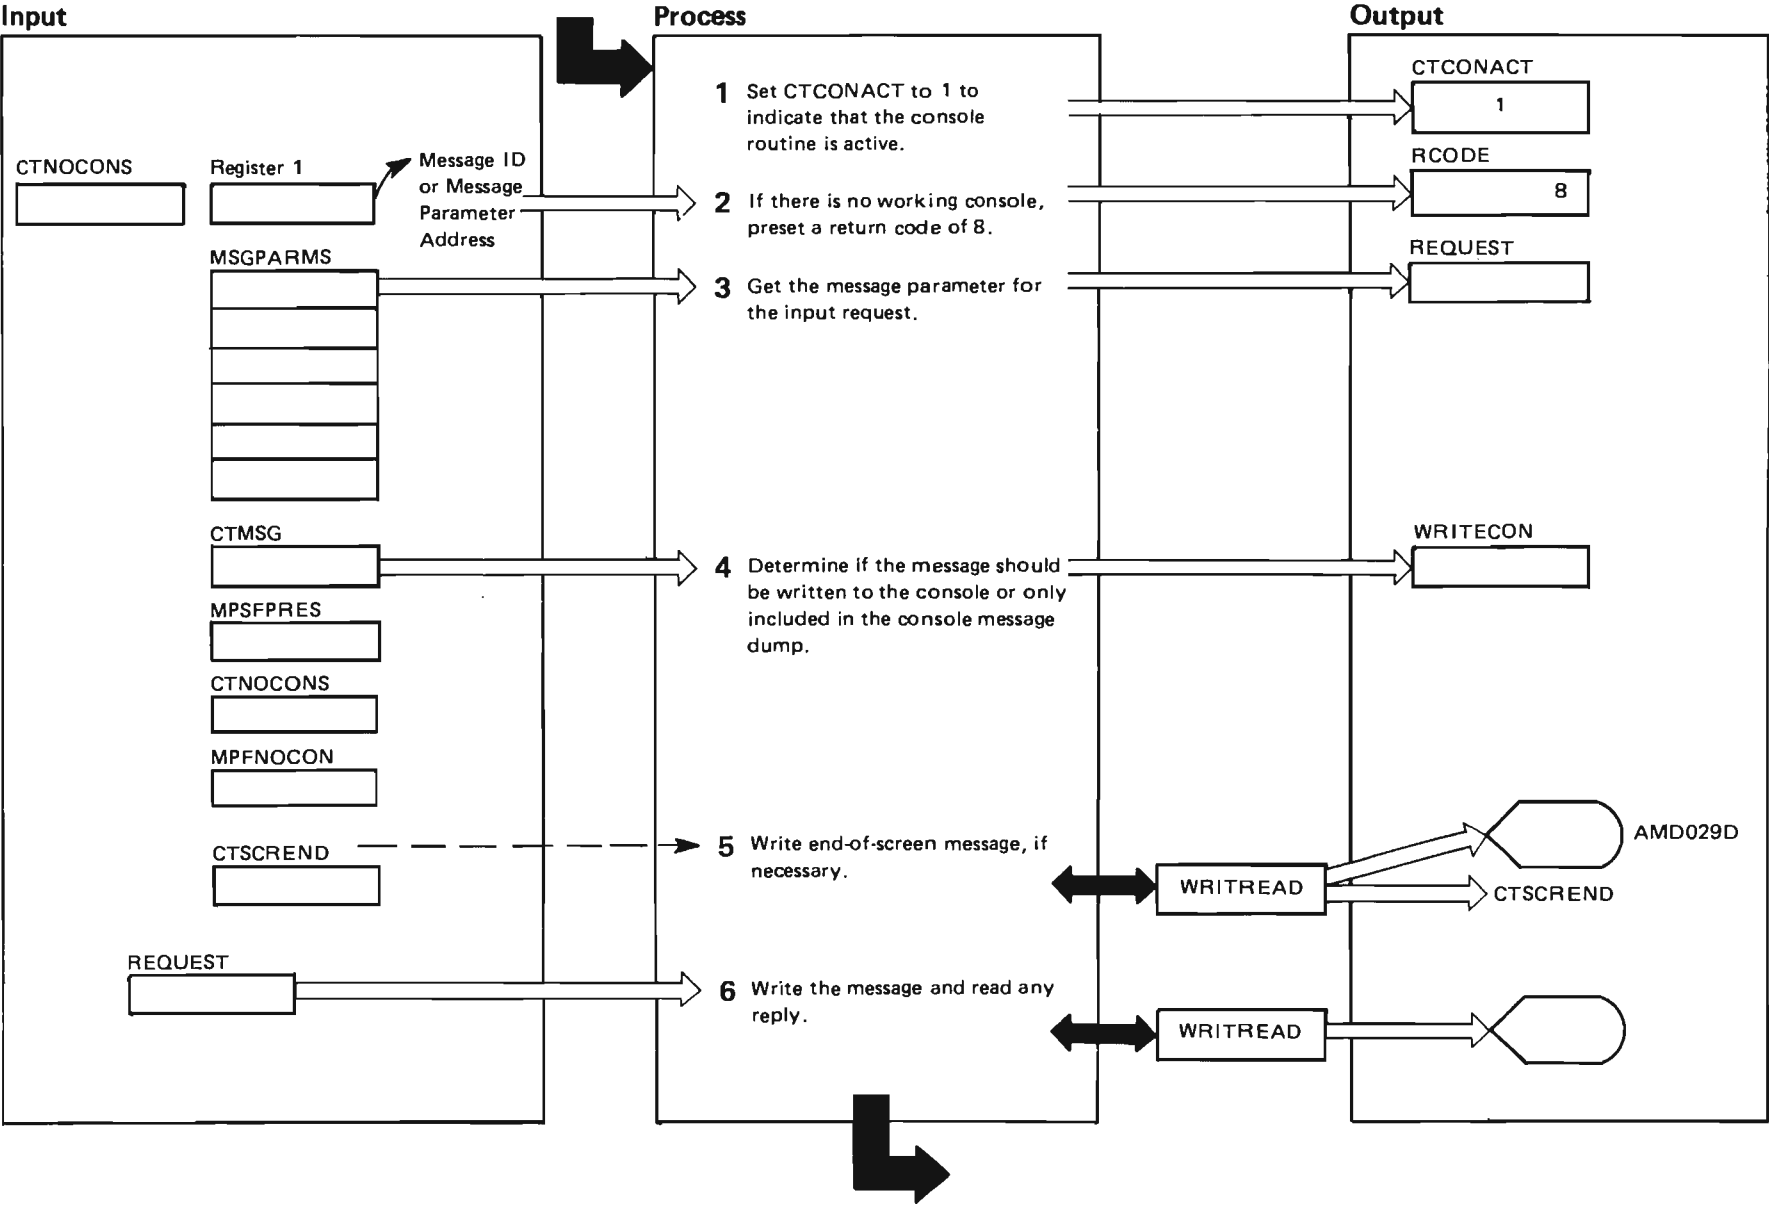 Input
Process
Output
CTNOCONS
Register 1
Message ID
or Message
Parameter
Address
MSGPARMS
CTMSG
MPSFPRES
CTNOCONS
MPFNOCON
CTSCREND
REQUEST
1 Set CTCONACT to 1 to
indicate that the console
routine is active.
2 If there is no working console,
preset a return code of 8.
3 Get the message parameter for
the input request.
4 Determine if the message should
be written to the console or only
included in the console message
dump.
5 Write end-of-screen message, if
necessary.
6 Write the message and read any
reply.
WRITREAD
WRITREAD
CTCONACT
1
RCODE
8
REQUEST
WRITECON
AMD029D
CTSCREND